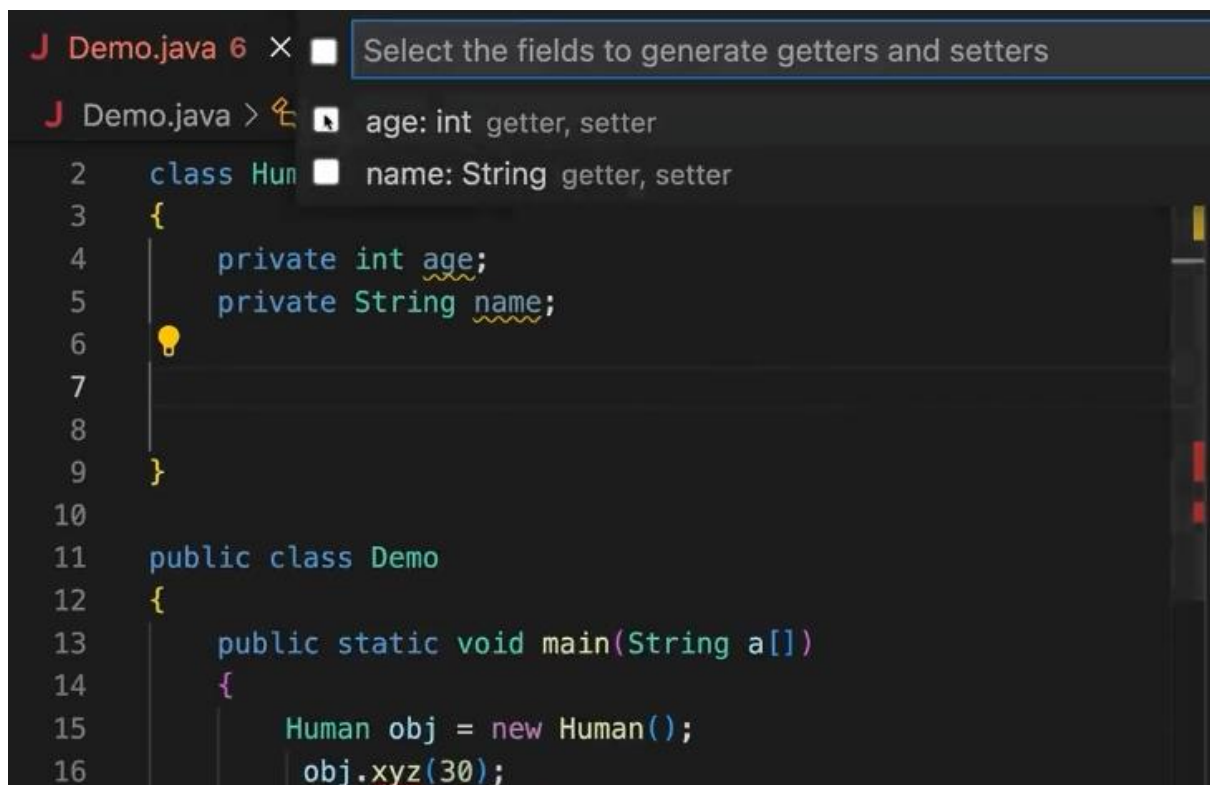 J Demo.java 6 ×
Select the fields to generate getters and setters
J Demo.java >
age: int getter, setter
name: String getter, setter
2 class Hum
3 {
4 private int age;
5 private String name;
6
7
8
9 }
10
11 public class Demo
12 {
13 public static void main(String a[])
14 {
15 Human obj = new Human();
16 obj.xyz(30);